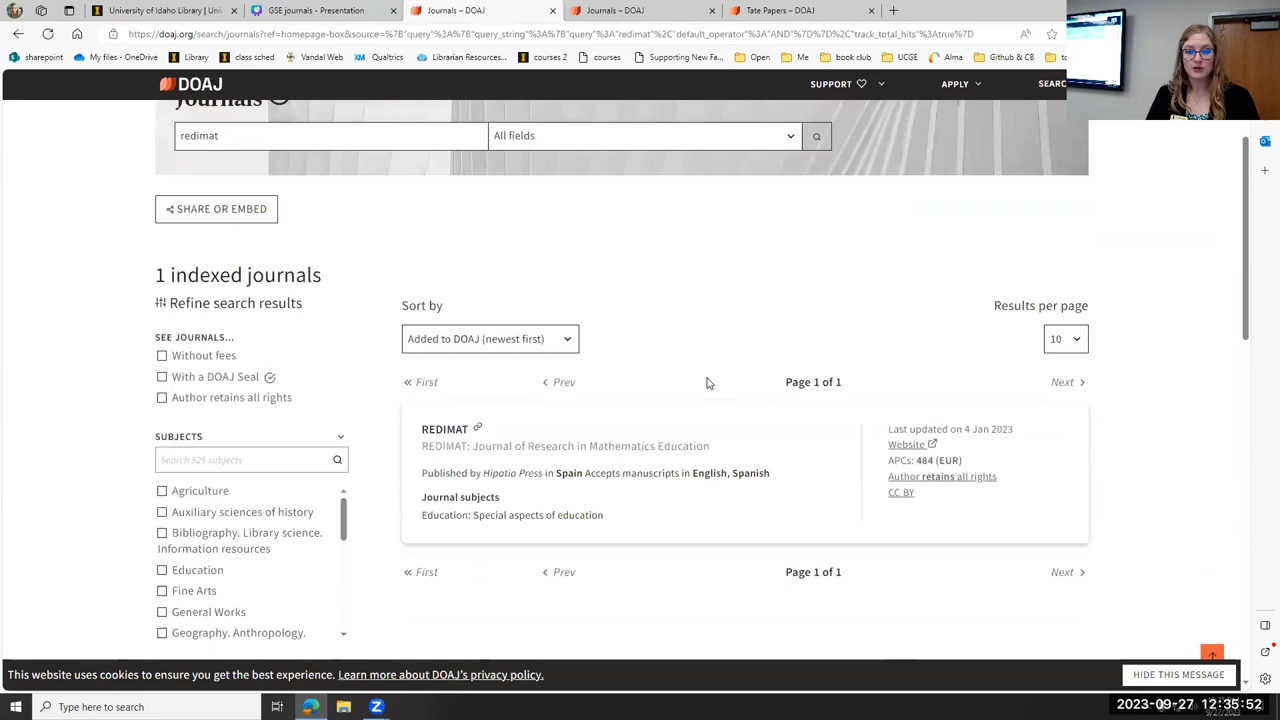 University of Idaho Library | Univ
GSE journals - Presentation
Journals – DOAJ
Journals – DOAJ
Tate Papers – DOAJ
https://doaj.org/search/journals?ref=homepage-box&source=%7B"query"%3A%7B"query_string"%3A%7B"query"%3A"redimat"%2C"default_operator"%3A"AND"%7D%7D%2C"track_total_hits"%3Atrue%7D
sharepoint
My files - OneDrive
Library
class sched
Vandal Web
Qualtrics
Librarian Resources...
courses 2
courses
Supporting New Fa...
Open
Me
book club
UCGE
Alma
Github & CB
DOAJ
SUPPORT
APPLY
SEARC
Journals
redimat
All fields
SHARE OR EMBED
1 indexed journals
Refine search results
Sort by
Results per page
SEE JOURNALS...
Added to DOAJ (newest first)
10
Without fees
With a DOAJ Seal
Author retains all rights
« First
Prev
Page 1 of 1
Next
SUBJECTS
Search 525 subjects
Agriculture
Auxiliary sciences of history
Bibliography. Library science.
Information resources
Education
Fine Arts
General Works
Geography. Anthropology.
REDIMAT
REDIMAT: Journal of Research in Mathematics Education
Published by Hipatia Press in Spain Accepts manuscripts in English, Spanish
Journal subjects
Education: Special aspects of education
Last updated on 4 Jan 2023
Website
APCs: 484 (EUR)
Author retains all rights
CC BY
« First
Prev
Page 1 of 1
Next
This website uses cookies to ensure you get the best experience. Learn more about DOAJ's privacy policy.
HIDE THIS MESSAGE
Type here to search
2023-09-27 12:35:52